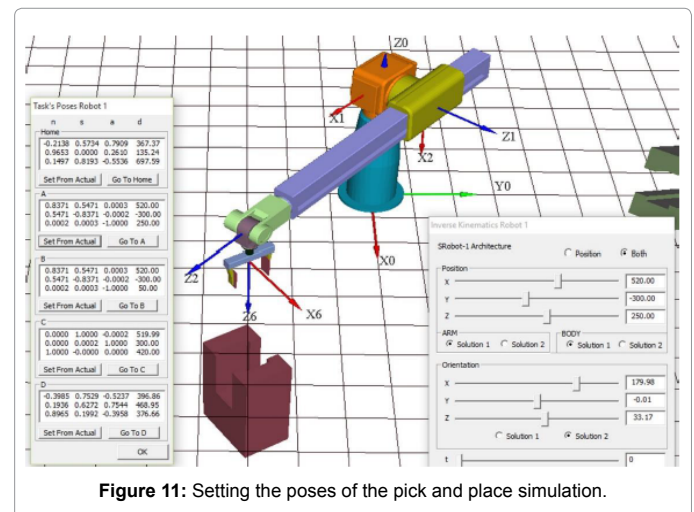 Z0
X1
Z1
X2
Y0
X0
Z2
X6
Z6
Task's Poses Robot 1
n s a d
Home
-0.2138 0.5734 0.7909 367.37
0.9653 0.0000 0.2610 135.24
0.1497 0.8193 -0.5536 697.59
Set From Actual Go To Home
A
0.8371 0.5471 0.0003 520.00
0.5471 -0.8371 -0.0002 -300.00
0.0002 0.0003 -1.0000 250.00
Set From Actual Go To A
B
0.8371 0.5471 0.0003 520.00
0.5471 -0.8371 -0.0002 -300.00
0.0002 0.0003 -1.0000 50.00
Set From Actual Go To B
C
0.0000 1.0000 -0.0002 519.99
0.0000 0.0002 1.0000 300.00
1.0000 -0.0000 0.0000 420.00
Set From Actual Go To C
D
-0.3985 0.7529 -0.5237 396.86
0.1936 0.6272 0.7544 468.95
0.8965 0.1992 -0.3958 376.66
Set From Actual Go To D
OK
Inverse Kinematics Robot 1
SRobot-1 Architecture
Position Both
Position
X 520.00
Y -300.00
Z 250.00
ARM BODY
Solution 1 Solution 2 Solution 1 Solution 2
Orientation
X 179.98
Y -0.01
Z 33.17
Solution 1 Solution 2
t 0
Figure 11: Setting the poses of the pick and place simulation.